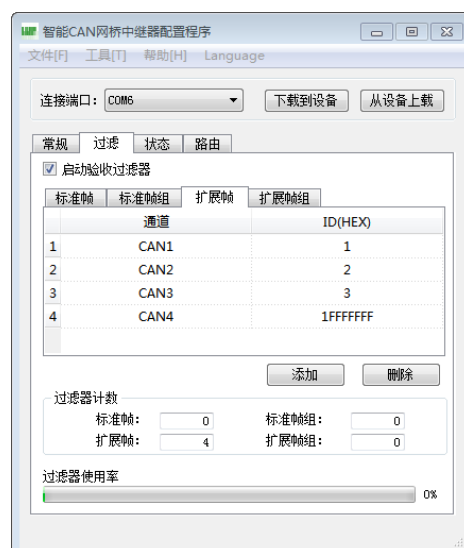 智能CAN网桥中继器配置程序
文件[F] 工具[T] 帮助[H] Language
连接端口: COM6 下载到设备 从设备上载
常规 过滤 状态 路由
启动验收过滤器
标准帧 标准帧组 扩展帧 扩展帧组
通道 ID(HEX)
1 CAN1 1
2 CAN2 2
3 CAN3 3
4 CAN4 1FFFFFFF
添加 删除
过滤器计数
标准帧: 0 标准帧组: 0
扩展帧: 4 扩展帧组: 0
过滤器使用率
0%